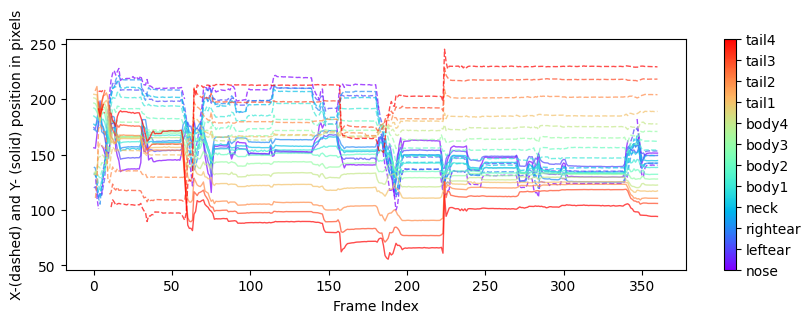 X-(dashed) and Y- (solid) position in pixels
250
200
150
100
50
0
50
100
150
200
250
300
350
Frame Index
tail4
tail3
tail2
tail1
body4
body3
body2
body1
neck
rightear
leftear
nose